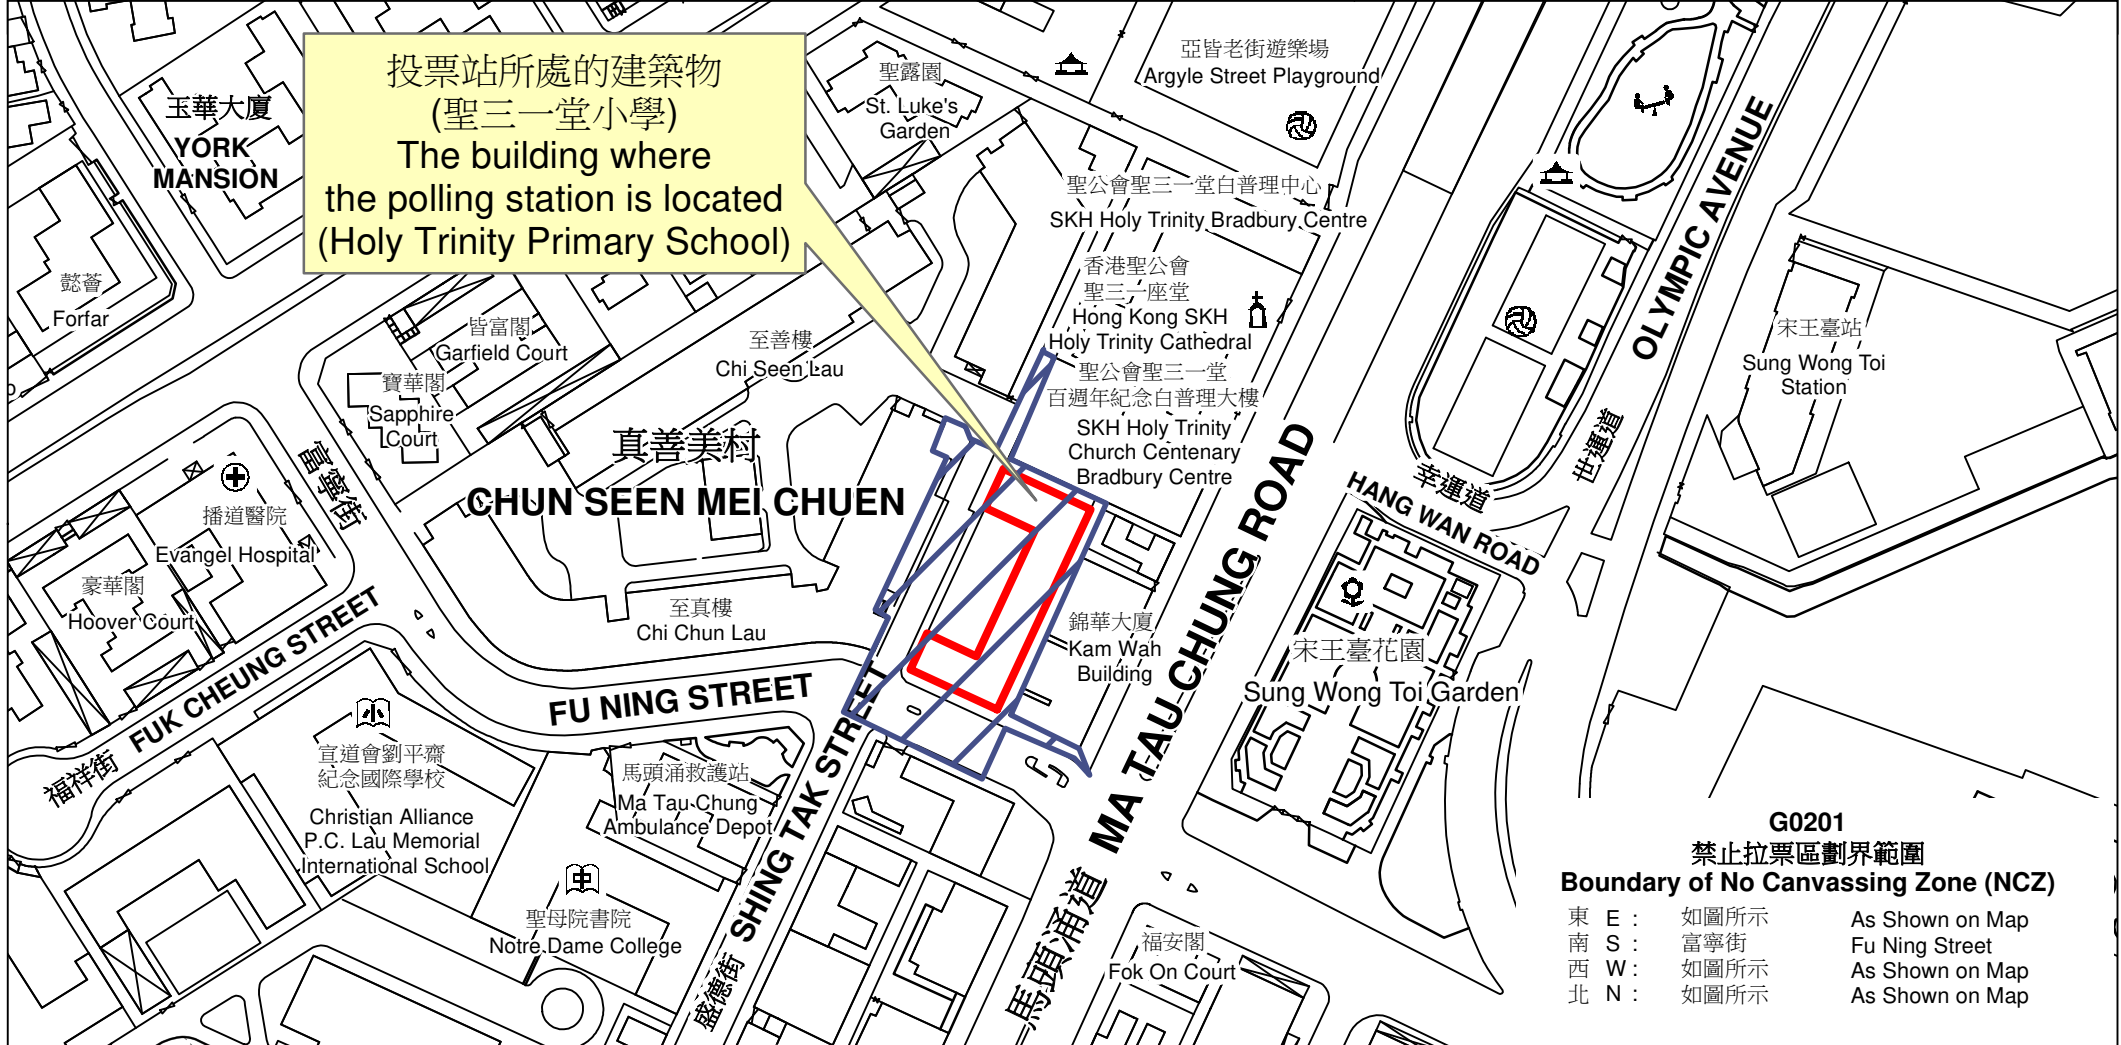 投票站所處的建築物
(聖三一堂小學)
The building where
the polling station is located
(Holy Trinity Primary School)
玉華大廈
YORK
MANSION
聖露園
St. Luke's
Garden
亞皆老街遊樂場
Argyle Street Playground
聖公會聖三一堂白普理中心
SKH Holy Trinity Bradbury Centre
香港聖公會
聖三一座堂
Hong Kong SKH
Holy Trinity Cathedral
聖公會聖三一堂
百週年紀念白普理大樓
SKH Holy Trinity
Church Centenary
Bradbury Centre
OLYMPIC AVENUE
世運道
宋王臺站
Sung Wong Toi
Station
懿薈
Forfar
皆富閣
Garfield Court
寶華閣
Sapphire
Court
至善樓
Chi Seen Lau
真善美村
CHUN SEEN MEI CHUEN
富寧街
播道醫院
Evangel Hospital
豪華閣
Hoover Court
至真樓
Chi Chun Lau
幸運道
HANG WAN ROAD
錦華大廈
Kam Wah
Building
宋王臺花園
Sung Wong Toi Garden
福祥街 FUK CHEUNG STREET
FU NING STREET
盛德街 SHING TAK STREET
馬頭涌道 MA TAU CHUNG ROAD
小
宣道會劉平齋
紀念國際學校
Christian Alliance
P.C. Lau Memorial
International School
馬頭涌救護站
Ma Tau Chung
Ambulance Depot
中
聖母院書院
Notre Dame College
福安閣
Fok On Court
G0201
禁止拉票區劃界範圍
Boundary of No Canvassing Zone (NCZ)
東 E : 如圖所示 As Shown on Map
南 S : 富寧街 Fu Ning Street
西 W : 如圖所示 As Shown on Map
北 N : 如圖所示 As Shown on Map